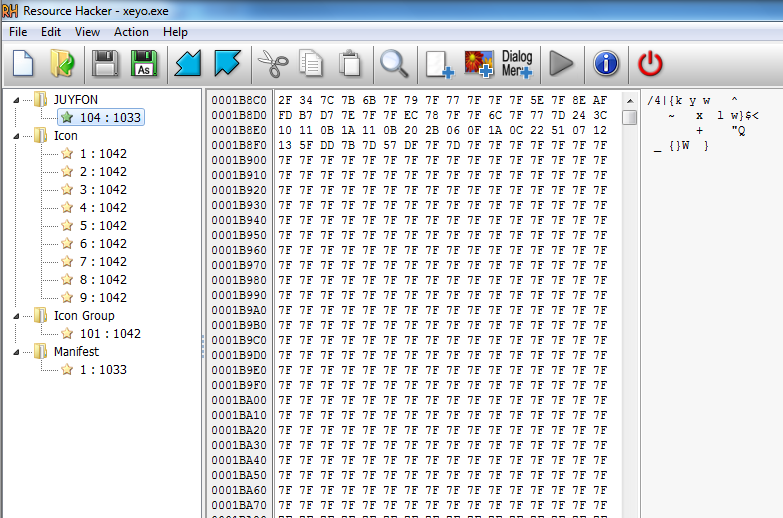 Resource Hacker - xeyo.exe
File Edit View Action Help
As
Dialog
Menu
JUYFON
104 : 1033
Icon
1 : 1042
2 : 1042
3 : 1042
4 : 1042
5 : 1042
6 : 1042
7 : 1042
8 : 1042
9 : 1042
Icon Group
101 : 1042
Manifest
1 : 1033
0001B8C0 2F 34 7C 7B 6B 7F 79 7F 77 7F 7F 7F 5E 7F 8E AF
0001B8D0 FD B7 D7 7E 7F 7F EC 78 7F 7F 6C 7F 77 7D 24 3C
0001B8E0 10 11 0B 1A 11 0B 20 2B 06 0F 1A 0C 22 51 07 12
0001B8F0 13 5F DD 7B 7D 57 DF 7F 7D 7F 7F 7F 7F 7F 7F 7F
0001B900 7F 7F 7F 7F 7F 7F 7F 7F 7F 7F 7F 7F 7F 7F 7F 7F
0001B910 7F 7F 7F 7F 7F 7F 7F 7F 7F 7F 7F 7F 7F 7F 7F 7F
0001B920 7F 7F 7F 7F 7F 7F 7F 7F 7F 7F 7F 7F 7F 7F 7F 7F
0001B930 7F 7F 7F 7F 7F 7F 7F 7F 7F 7F 7F 7F 7F 7F 7F 7F
0001B940 7F 7F 7F 7F 7F 7F 7F 7F 7F 7F 7F 7F 7F 7F 7F 7F
0001B950 7F 7F 7F 7F 7F 7F 7F 7F 7F 7F 7F 7F 7F 7F 7F 7F
0001B960 7F 7F 7F 7F 7F 7F 7F 7F 7F 7F 7F 7F 7F 7F 7F 7F
0001B970 7F 7F 7F 7F 7F 7F 7F 7F 7F 7F 7F 7F 7F 7F 7F 7F
0001B980 7F 7F 7F 7F 7F 7F 7F 7F 7F 7F 7F 7F 7F 7F 7F 7F
0001B990 7F 7F 7F 7F 7F 7F 7F 7F 7F 7F 7F 7F 7F 7F 7F 7F
0001B9A0 7F 7F 7F 7F 7F 7F 7F 7F 7F 7F 7F 7F 7F 7F 7F 7F
0001B9B0 7F 7F 7F 7F 7F 7F 7F 7F 7F 7F 7F 7F 7F 7F 7F 7F
0001B9C0 7F 7F 7F 7F 7F 7F 7F 7F 7F 7F 7F 7F 7F 7F 7F 7F
0001B9D0 7F 7F 7F 7F 7F 7F 7F 7F 7F 7F 7F 7F 7F 7F 7F 7F
0001B9E0 7F 7F 7F 7F 7F 7F 7F 7F 7F 7F 7F 7F 7F 7F 7F 7F
0001B9F0 7F 7F 7F 7F 7F 7F 7F 7F 7F 7F 7F 7F 7F 7F 7F 7F
0001BA00 7F 7F 7F 7F 7F 7F 7F 7F 7F 7F 7F 7F 7F 7F 7F 7F
0001BA10 7F 7F 7F 7F 7F 7F 7F 7F 7F 7F 7F 7F 7F 7F 7F 7F
0001BA20 7F 7F 7F 7F 7F 7F 7F 7F 7F 7F 7F 7F 7F 7F 7F 7F
0001BA30 7F 7F 7F 7F 7F 7F 7F 7F 7F 7F 7F 7F 7F 7F 7F 7F
0001BA40 7F 7F 7F 7F 7F 7F 7F 7F 7F 7F 7F 7F 7F 7F 7F 7F
0001BA50 7F 7F 7F 7F 7F 7F 7F 7F 7F 7F 7F 7F 7F 7F 7F 7F
0001BA60 7F 7F 7F 7F 7F 7F 7F 7F 7F 7F 7F 7F 7F 7F 7F 7F
0001BA70 7F 7F 7F 7F 7F 7F 7F 7F 7F 7F 7F 7F 7F 7F 7F 7F
/4|{k y w ^
~ x l w}$<
+ "Q
_ {}W }